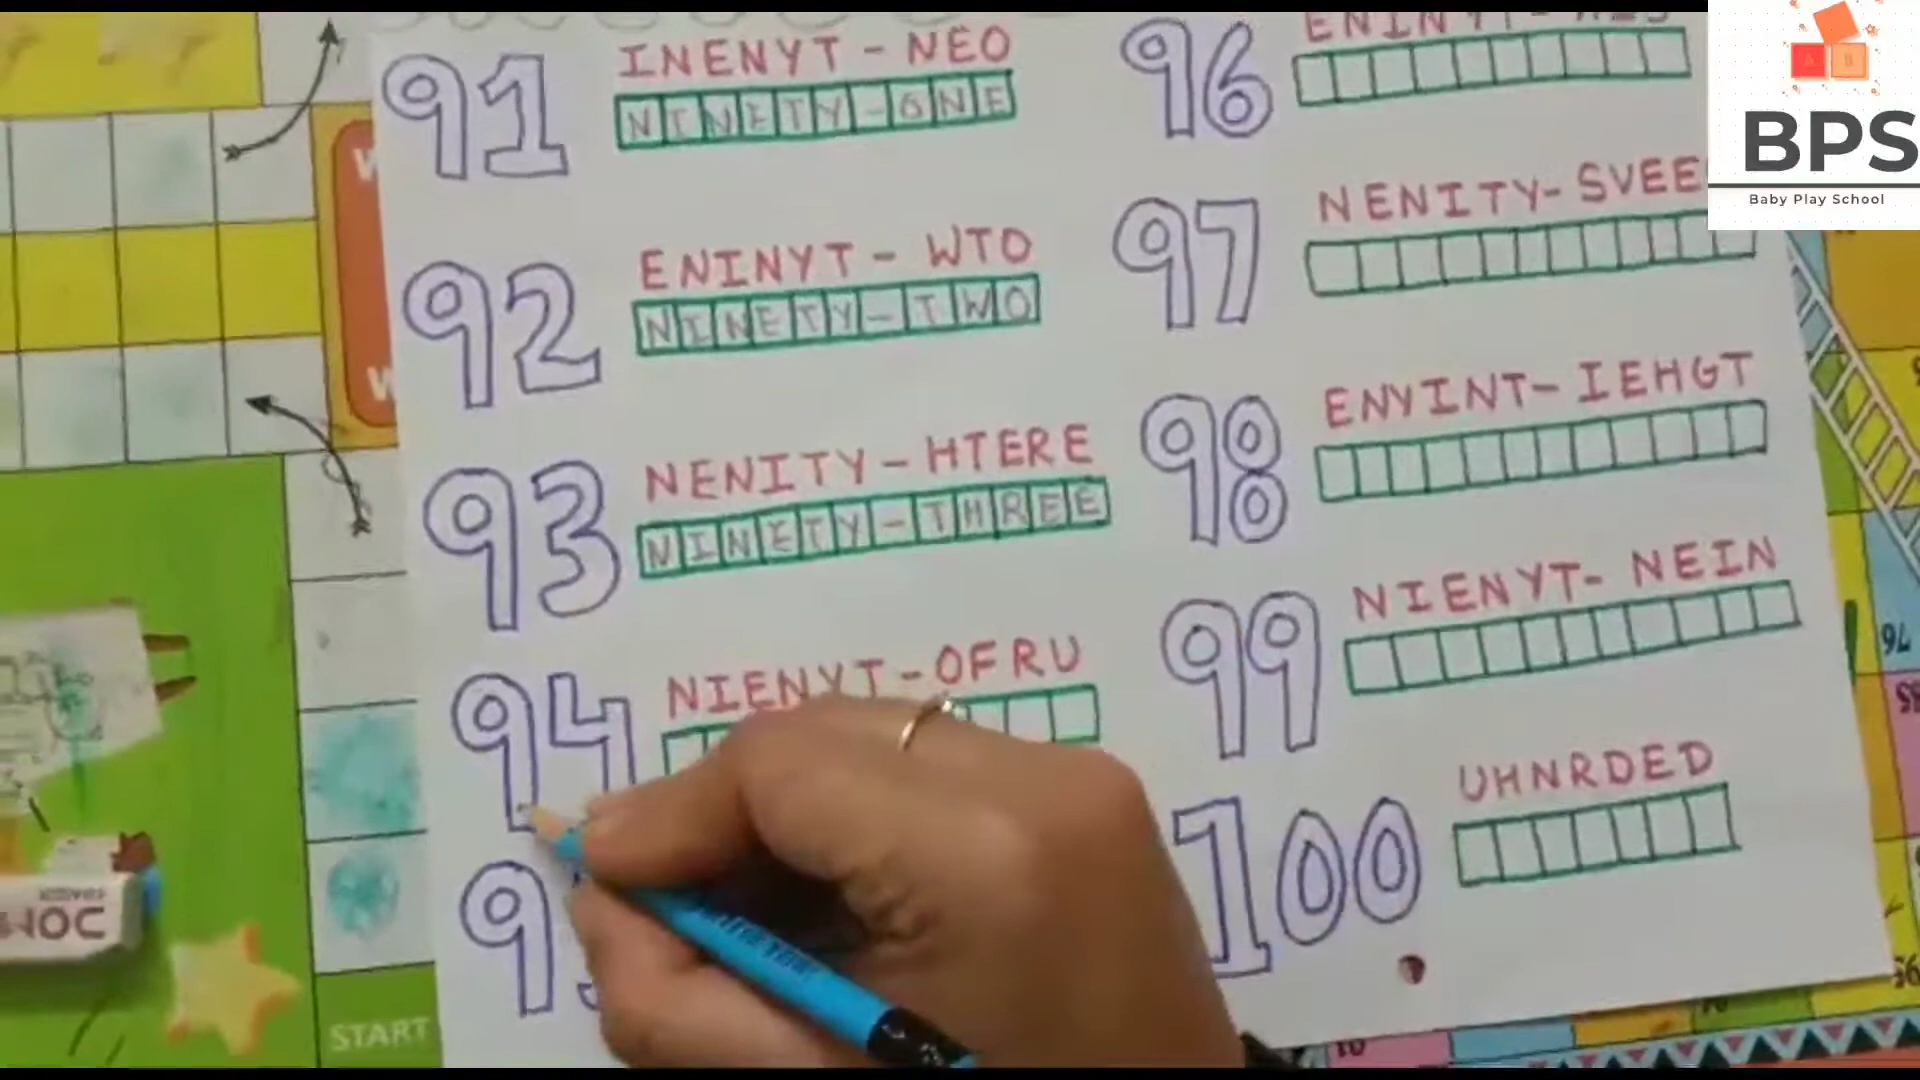 91 INENYT - NEO
NINETY-ONE
92 ENINYT - WTO
NINETY-TWO
93 NENITY - HTERE
NINETY-THREE
94 NIENYT - OFRU
9
96
97 NENITY- SVEE
98 ENYINT- IEHGT
99 NIENYT- NEIN
100 UHNRDED
START
BPS
Baby Play School
A B